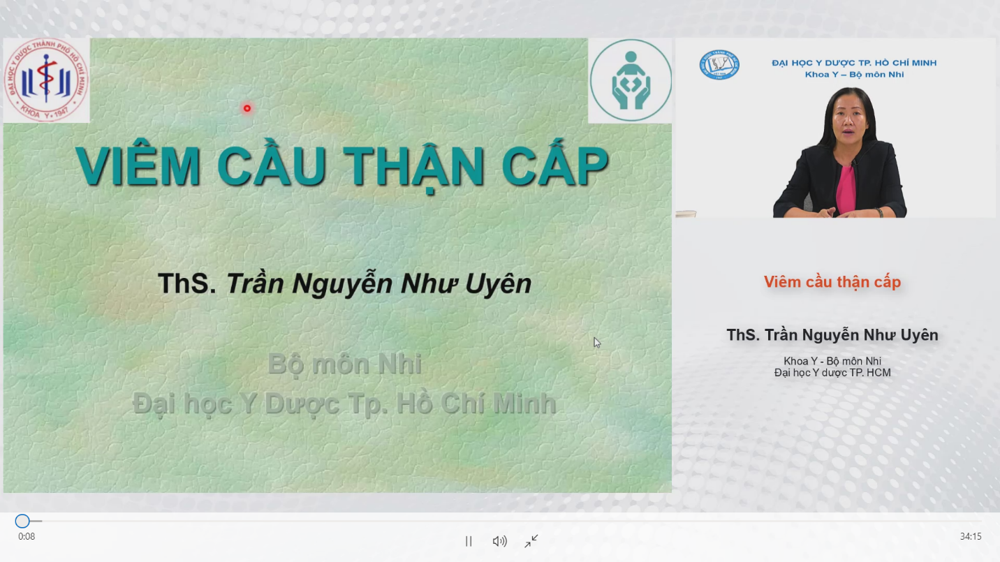 ĐẠI HỌC Y DƯỢC THÀNH PHỐ HỒ CHÍ MINH
KHOA Y • 1947
VIÊM CẦU THẬN CẤP
ThS. Trần Nguyễn Như Uyên
Bộ môn Nhi
Đại học Y Dược Tp. Hồ Chí Minh
ĐẠI HỌC Y DƯỢC TP. HỒ CHÍ MINH
Khoa Y – Bộ môn Nhi
Viêm cầu thận cấp
ThS. Trần Nguyễn Như Uyên
Khoa Y - Bộ môn Nhi
Đại học Y dược TP. HCM
0:08
34:15